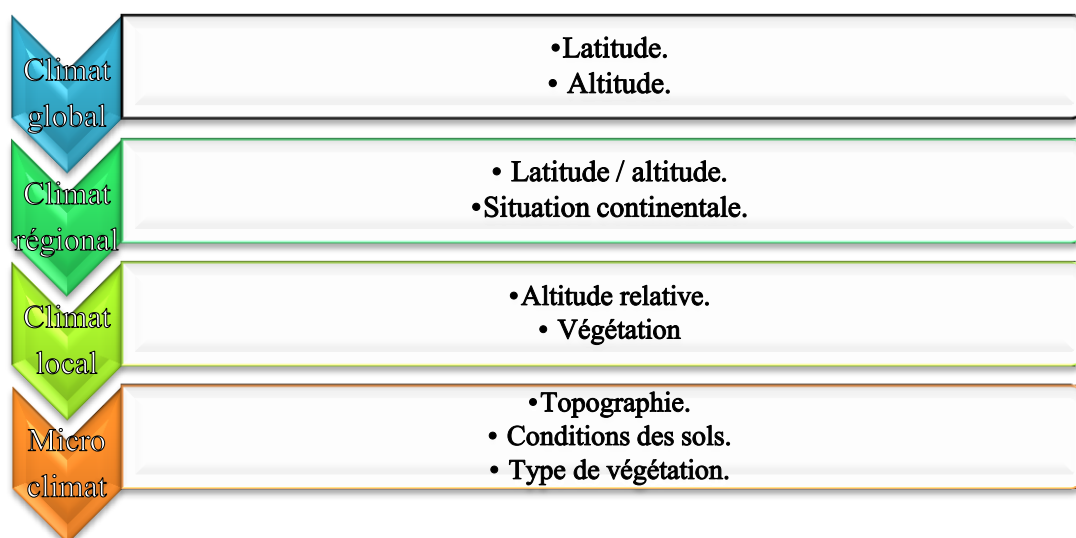 Climat
global
•Latitude.
• Altitude.
Climat
régional
• Latitude / altitude.
•Situation continentale.
Climat
local
•Altitude relative.
• Végétation
Micro
climat
•Topographie.
• Conditions des sols.
• Type de végétation.